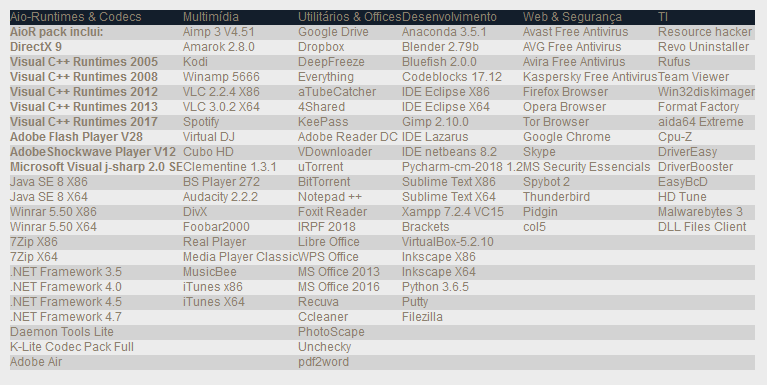 Aio-Runtimes & Codecs Multimídia Utilitários & Offices Desenvolvimento Web & Segurança TI
AioR pack inclui: Aimp 3 V4.51 Google Drive Anaconda 3.5.1 Avast Free Antivirus Resource hacker
DirectX 9 Amarok 2.8.0 Dropbox Blender 2.79b AVG Free Antivirus Revo Uninstaller
Visual C++ Runtimes 2005 Kodi DeepFreeze Bluefish 2.0.0 Avira Free Antivirus Rufus
Visual C++ Runtimes 2008 Winamp 5666 Everything Codeblocks 17.12 Kaspersky Free Antivirus Team Viewer
Visual C++ Runtimes 2012 VLC 2.2.4 X86 aTubeCatcher IDE Eclipse X86 Firefox Browser Win32diskimager
Visual C++ Runtimes 2013 VLC 3.0.2 X64 4Shared IDE Eclipse X64 Opera Browser Format Factory
Visual C++ Runtimes 2017 Spotify KeePass Gimp 2.10.0 Tor Browser aida64 Extreme
Adobe Flash Player V28 Virtual DJ Adobe Reader DC IDE Lazarus Google Chrome Cpu-Z
AdobeShockwave Player V12 Cubo HD VDownloader IDE netbeans 8.2 Skype DriverEasy
Microsoft Visual j-sharp 2.0 SE Clementine 1.3.1 uTorrent Pycharm-cm-2018 1.2 MS Security Essencials DriverBooster
Java SE 8 X86 BS Player 272 BitTorrent Sublime Text X86 Spybot 2 EasyBcD
Java SE 8 X64 Audacity 2.2.2 Notepad ++ Sublime Text X64 Thunderbird HD Tune
Winrar 5.50 X86 DivX Foxit Reader Xampp 7.2.4 VC15 Pidgin Malwarebytes 3
Winrar 5.50 X64 Foobar2000 IRPF 2018 Brackets col5 DLL Files Client
7Zip X86 Real Player Libre Office VirtualBox-5.2.10
7Zip X64 Media Player Classic WPS Office Inkscape X86
.NET Framework 3.5 MusicBee MS Office 2013 Inkscape X64
.NET Framework 4.0 iTunes x86 MS Office 2016 Python 3.6.5
.NET Framework 4.5 iTunes X64 Recuva Putty
.NET Framework 4.7 Ccleaner Filezilla
Daemon Tools Lite PhotoScape
K-Lite Codec Pack Full Unchecky
Adobe Air pdf2word